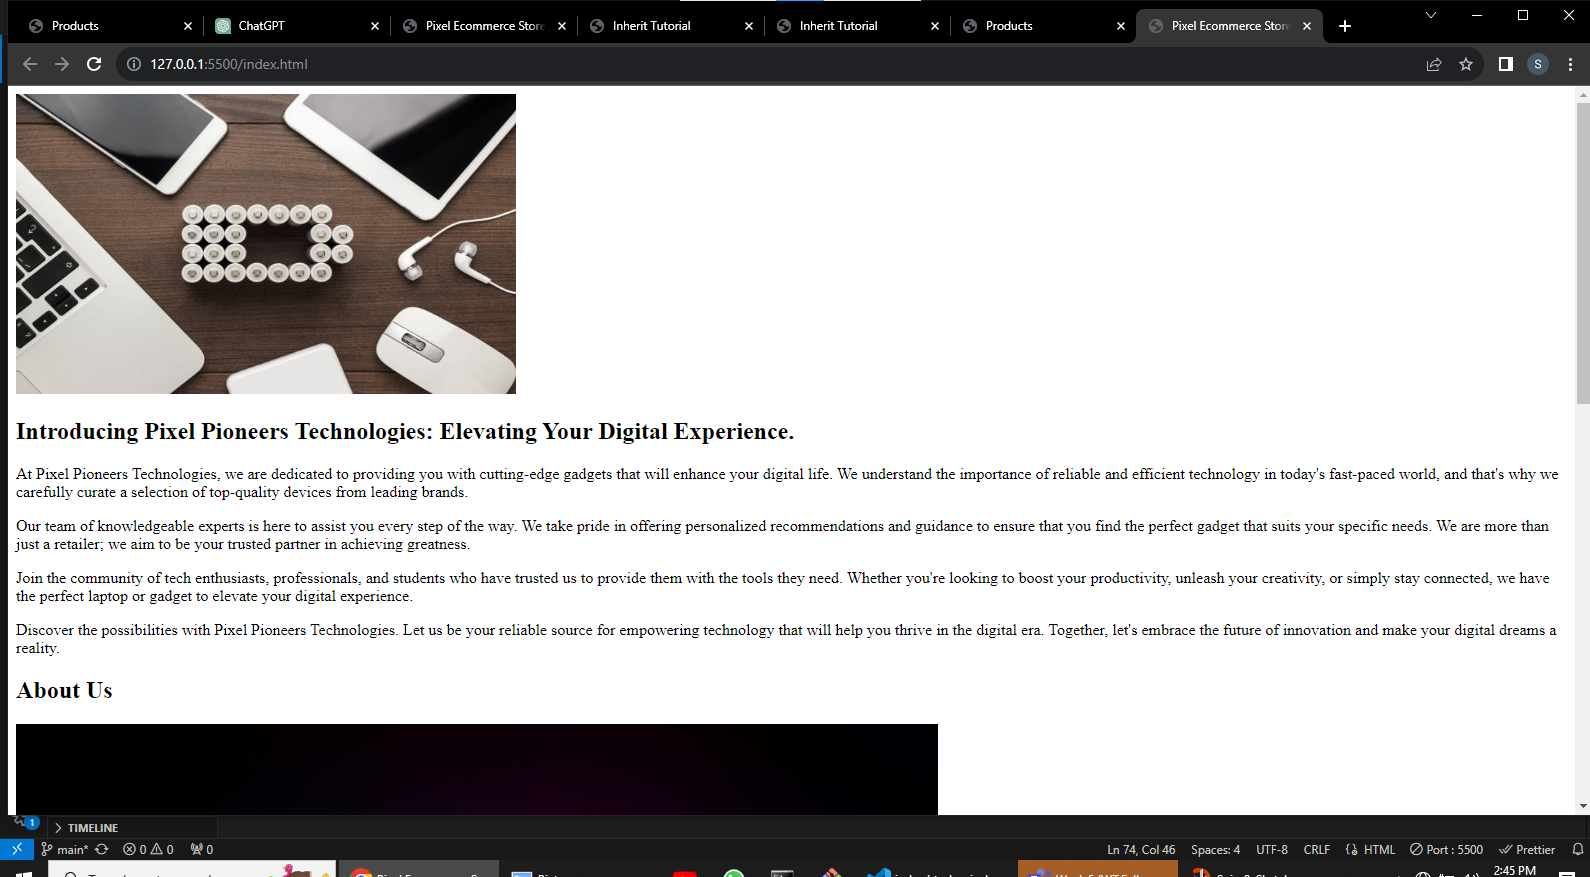 Products
ChatGPT
Pixel Ecommerce Store
Inherit Tutorial
Inherit Tutorial
Products
Pixel Ecommerce Store
127.0.0.1:5500/index.html
S
Introducing Pixel Pioneers Technologies: Elevating Your Digital Experience.
At Pixel Pioneers Technologies, we are dedicated to providing you with cutting-edge gadgets that will enhance your digital life. We understand the importance of reliable and efficient technology in today's fast-paced world, and that's why we
carefully curate a selection of top-quality devices from leading brands.
Our team of knowledgeable experts is here to assist you every step of the way. We take pride in offering personalized recommendations and guidance to ensure that you find the perfect gadget that suits your specific needs. We are more than
just a retailer; we aim to be your trusted partner in achieving greatness.
Join the community of tech enthusiasts, professionals, and students who have trusted us to provide them with the tools they need. Whether you're looking to boost your productivity, unleash your creativity, or simply stay connected, we have
the perfect laptop or gadget to elevate your digital experience.
Discover the possibilities with Pixel Pioneers Technologies. Let us be your reliable source for empowering technology that will help you thrive in the digital era. Together, let's embrace the future of innovation and make your digital dreams a
reality.
About Us
1
TIMELINE
main* 0 0 0
Ln 74, Col 46 Spaces: 4 UTF-8 CRLF HTML Port : 5500 Prettier
2:45 PM